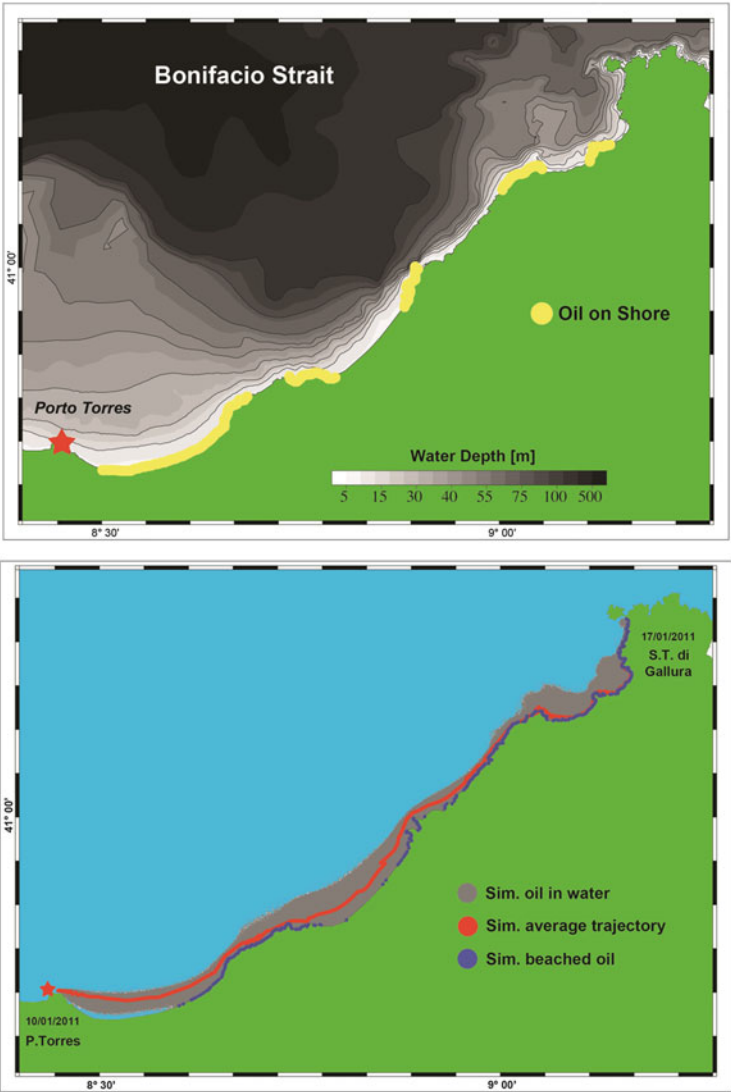 Bonifacio Strait
41° 00'
Oil on Shore
Porto Torres
Water Depth [m]
5 15 30 40 55 75 100 500
8° 30' 9° 00'
17/01/2011
S.T. di
Gallura
41° 00'
Sim. oil in water
Sim. average trajectory
Sim. beached oil
10/01/2011
P.Torres
8° 30' 9° 00'